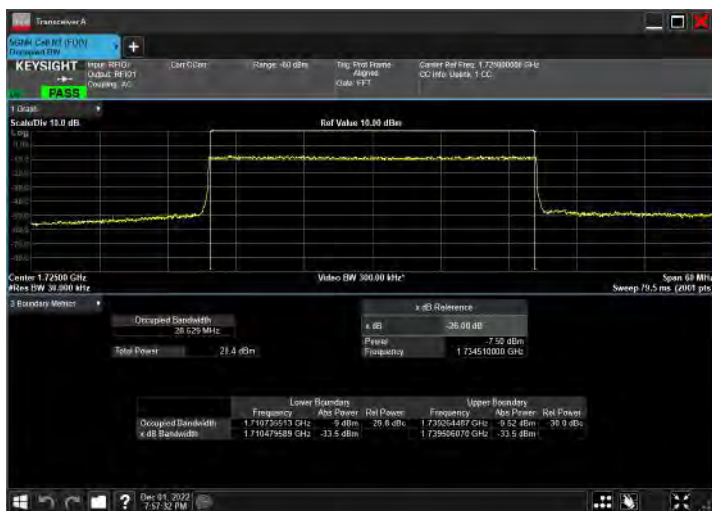 Transceiver A
5GNR Cell N1 (FDD)
Occupied BW
+
KEYSIGHT
Input: RFIO1
Output: RFIO1
Coupling: AC
Corr CCorr
Range: -60 dBm
Trig: Prot Frame
Aligned
Gate: FFT
Carrier Ref Freq: 1.725000000 GHz
CC Info: Uplink, 1 CC
PASS
1 Graph
Scale/Div 10.0 dB
Ref Value 10.00 dBm
Log
Center 1.72500 GHz
#Res BW 30.000 kHz
Video BW 300.00 kHz*
Span 60 MHz
Sweep 79.5 ms (2001 pts)
3 Boundary Metrics
Occupied Bandwidth
28.529 MHz
Total Power 21.4 dBm
x dB Reference
x dB -26.00 dB
Power -7.50 dBm
Frequency 1.734510000 GHz
Lower Boundary Upper Boundary
Frequency Abs Power Rel Power Frequency Abs Power Rel Power
Occupied Bandwidth 1.710736513 GHz -9 dBm -29.8 dBc 1.739264487 GHz -9.52 dBm -30.0 dBc
x dB Bandwidth 1.710479589 GHz -33.5 dBm 1.739506070 GHz -33.5 dBm
?
Dec 01, 2022
7:57:32 PM